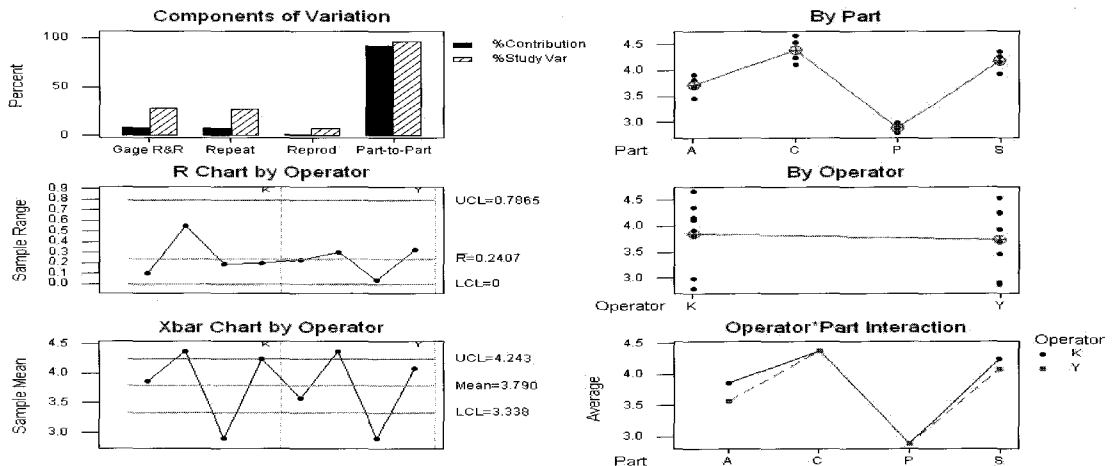 Components of Variation
Percent
100
50
0
Gage R&R Repeat Reprod Part-to-Part
%Contribution
%Study Var
By Part
4.5
4.0
3.5
3.0
Part A C P S
R Chart by Operator
Sample Range
0.9
0.8
0.7
0.6
0.5
0.4
0.3
0.2
0.1
0.0
K Y
UCL=0.7865
R=0.2407
LCL=0
By Operator
4.5
4.0
3.5
3.0
Operator K Y
Xbar Chart by Operator
Sample Mean
4.5
4.0
3.5
3.0
K Y
UCL=4.243
Mean=3.790
LCL=3.338
Operator*Part Interaction
Operator
K
Y
Average
4.5
4.0
3.5
3.0
Part A C P S